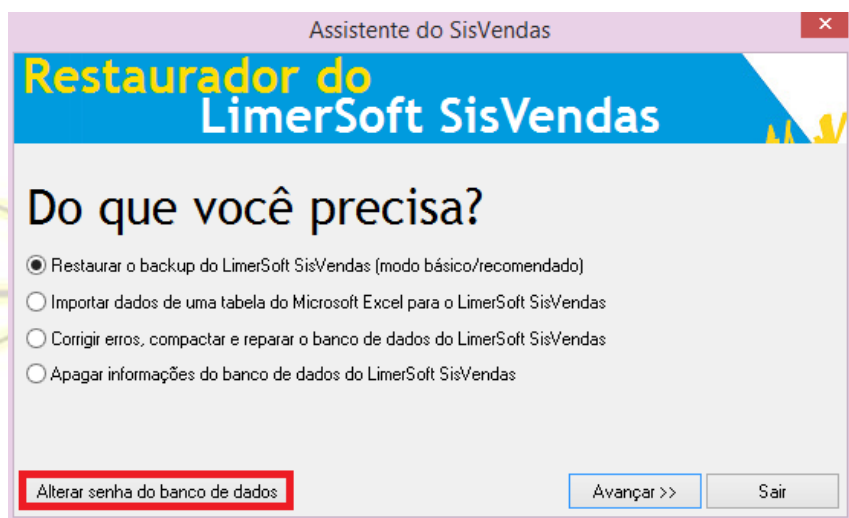 Assistente do SisVendas
Restaurador do
LimerSoft SisVendas
Do que você precisa?
Restaurar o backup do LimerSoft SisVendas (modo básico/recomendado)
Importar dados de uma tabela do Microsoft Excel para o LimerSoft SisVendas
Corrigir erros, compactar e reparar o banco de dados do LimerSoft SisVendas
Apagar informações do banco de dados do LimerSoft SisVendas
Alterar senha do banco de dados
Avançar >>
Sair